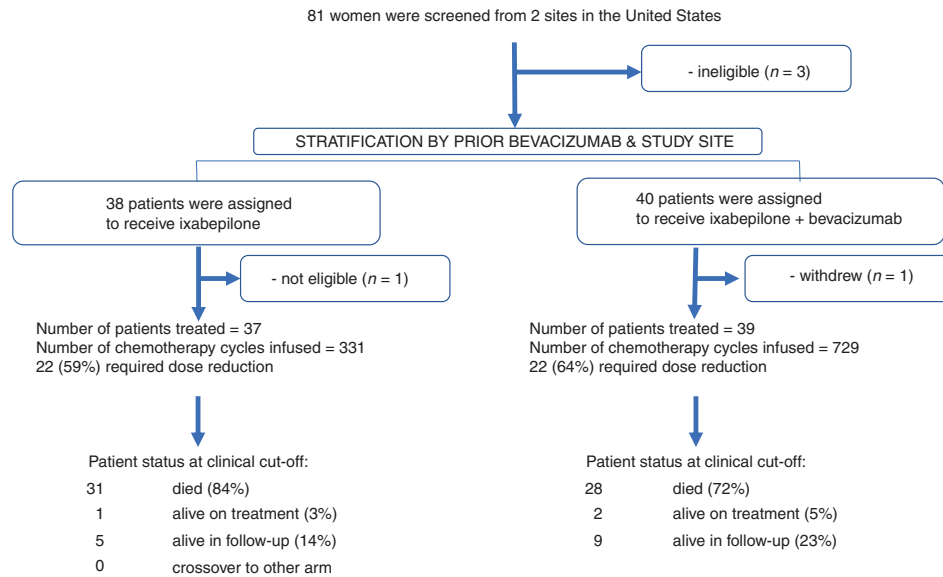 81 women were screened from 2 sites in the United States
- ineligible (n = 3)
STRATIFICATION BY PRIOR BEVACIZUMAB & STUDY SITE
38 patients were assigned
to receive ixabepilone
40 patients were assigned
to receive ixabepilone + bevacizumab
- not eligible (n = 1)
- withdrew (n = 1)
Number of patients treated = 37
Number of chemotherapy cycles infused = 331
22 (59%) required dose reduction
Number of patients treated = 39
Number of chemotherapy cycles infused = 729
22 (64%) required dose reduction
Patient status at clinical cut-off:
31 died (84%)
1 alive on treatment (3%)
5 alive in follow-up (14%)
0 crossover to other arm
Patient status at clinical cut-off:
28 died (72%)
2 alive on treatment (5%)
9 alive in follow-up (23%)